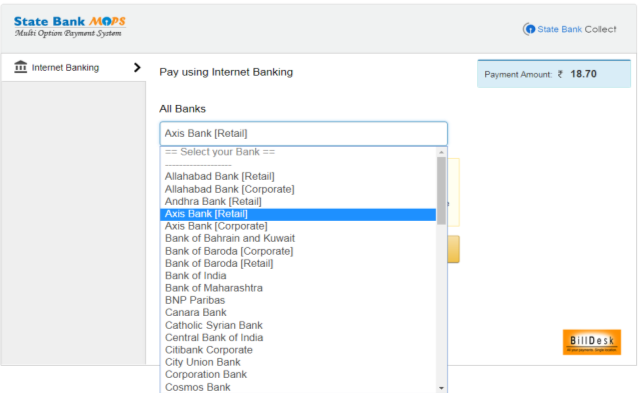 State Bank MOPS
Multi Option Payment System
State Bank Collect
Internet Banking
Pay using Internet Banking
Payment Amount: ₹ 18.70
All Banks
Axis Bank [Retail]
== Select your Bank ==
--------------------
Allahabad Bank [Retail]
Allahabad Bank [Corporate]
Andhra Bank [Retail]
Axis Bank [Retail]
Axis Bank [Corporate]
Bank of Bahrain and Kuwait
Bank of Baroda [Corporate]
Bank of Baroda [Retail]
Bank of India
Bank of Maharashtra
BNP Paribas
Canara Bank
Catholic Syrian Bank
Central Bank of India
Citibank Corporate
City Union Bank
Corporation Bank
Cosmos Bank
BillDesk